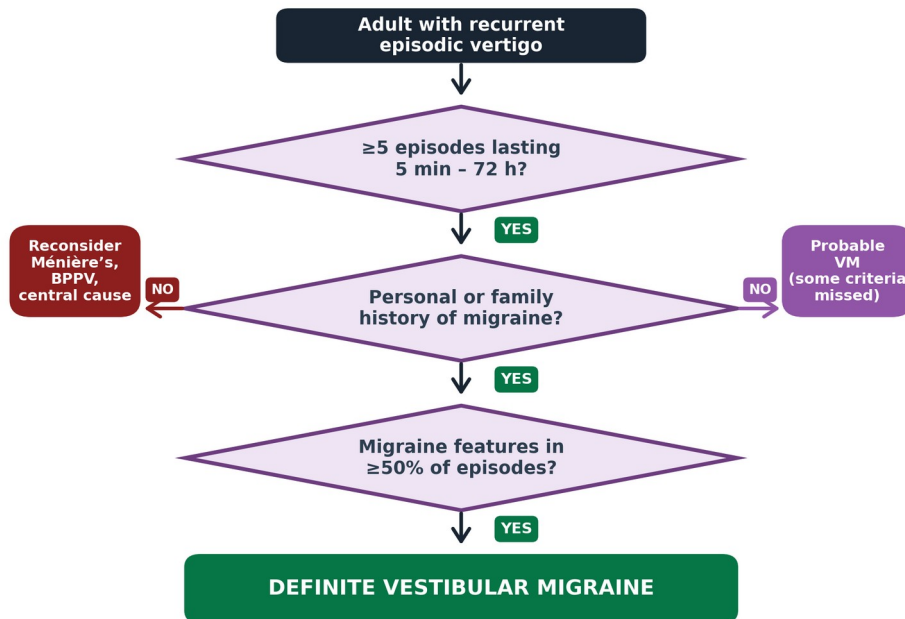 Adult with recurrent
episodic vertigo
≥5 episodes lasting
5 min – 72 h?
YES
Reconsider
Ménière’s,
BPPV,
central cause
NO
Personal or family
history of migraine?
NO
Probable
VM
(some criteria
missed)
YES
Migraine features in
≥50% of episodes?
YES
DEFINITE VESTIBULAR MIGRAINE